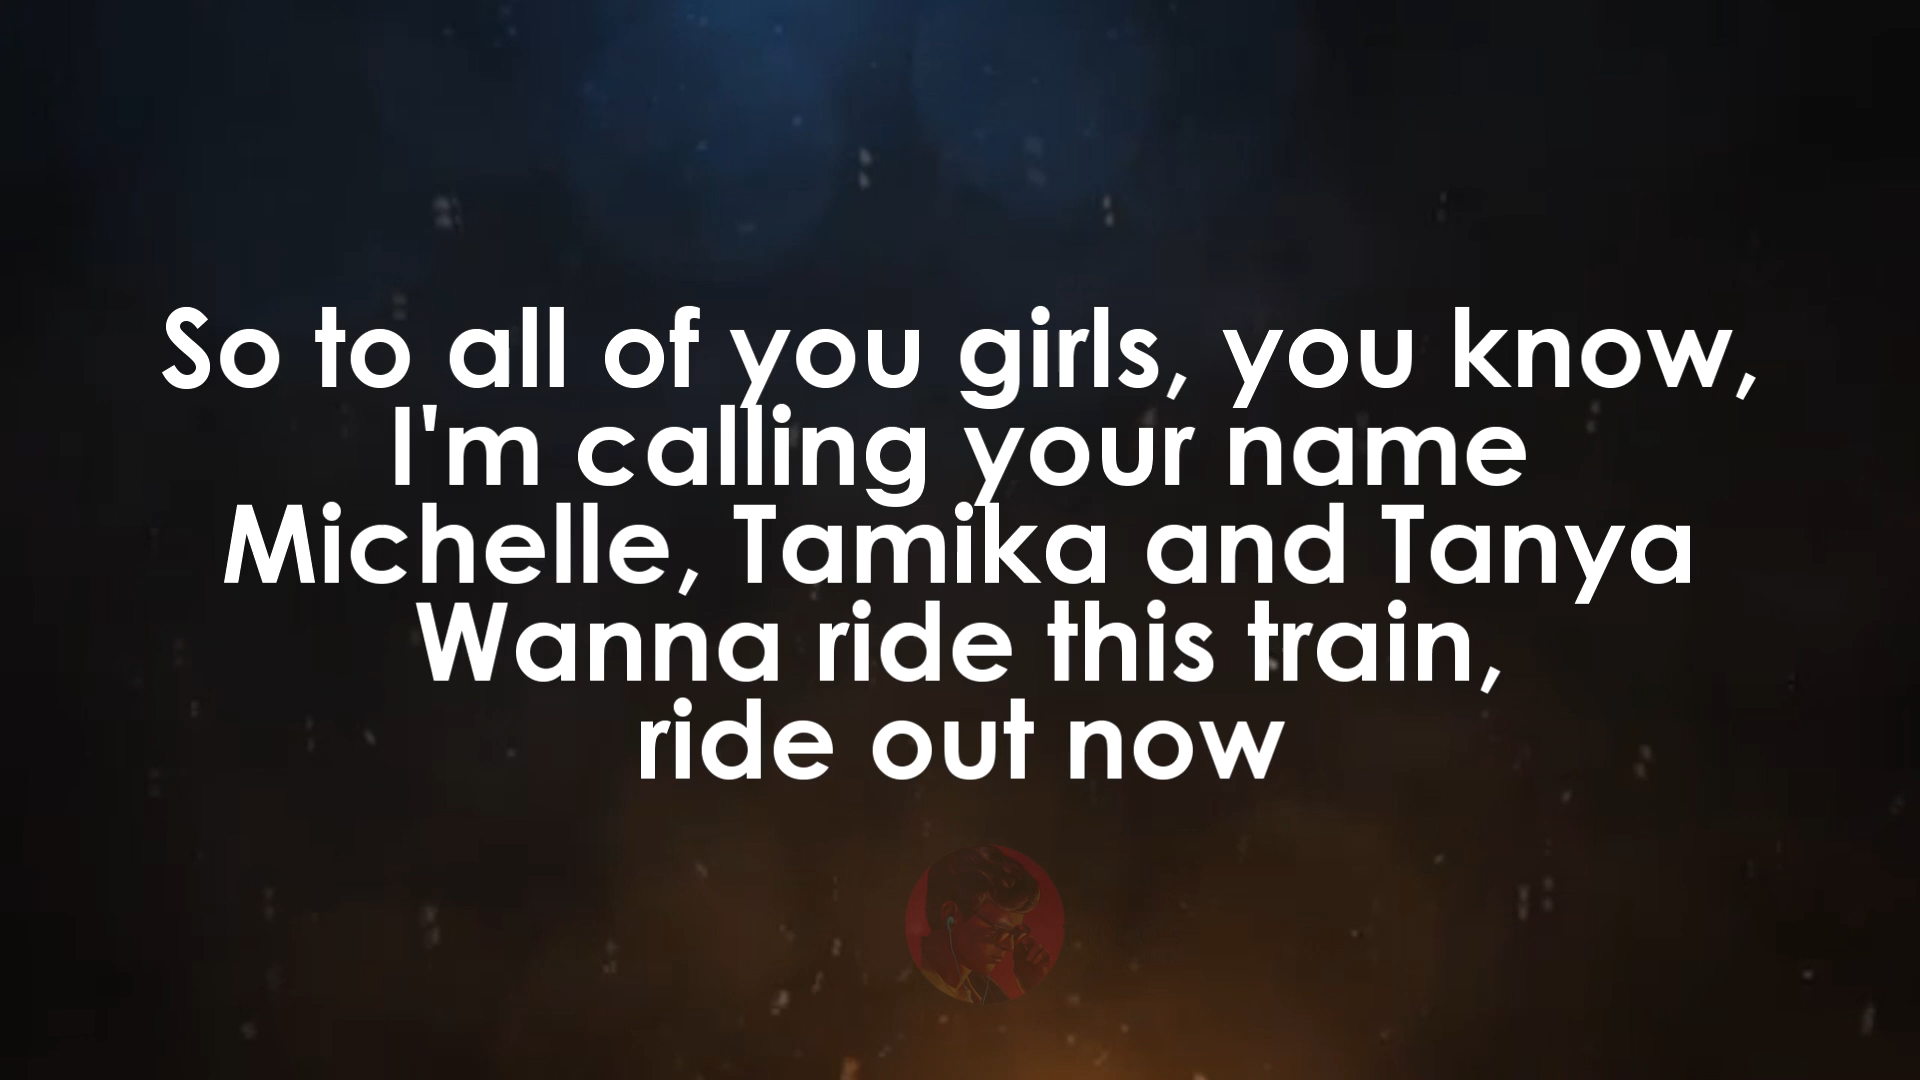 So to all of you girls, you know,
I'm calling your name
Michelle, Tamika and Tanya
Wanna ride this train,
ride out now